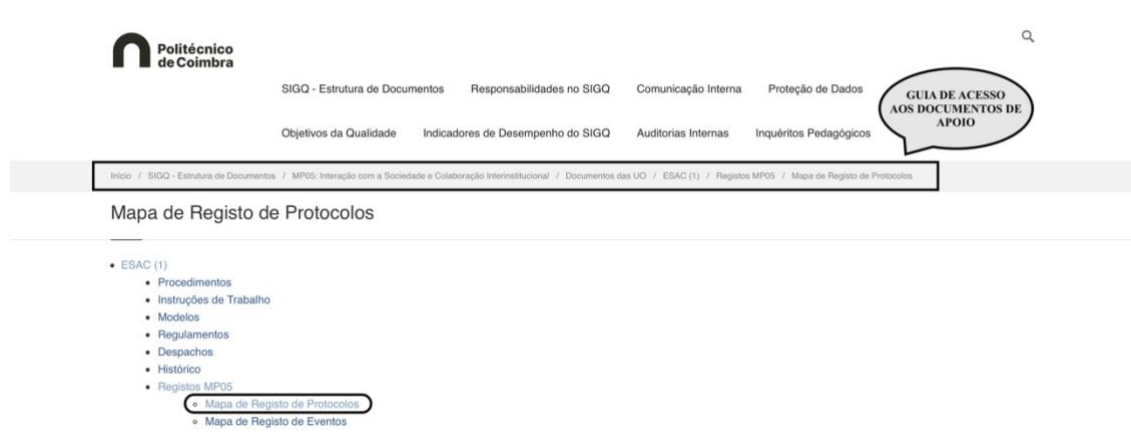 Politécnico
de Coimbra
SIGQ - Estrutura de Documentos Responsabilidades no SIGQ Comunicação Interna Proteção de Dados
GUIA DE ACESSO
AOS DOCUMENTOS DE
APOIO
Objetivos da Qualidade Indicadores de Desempenho do SIGQ Auditorias Internas Inquéritos Pedagógicos
Início / SIGQ - Estrutura de Documentos / MP05: Interação com a Sociedade e Colaboração Interinstitucional / Documentos das UO / ESAC (1) / Registos MP05 / Mapa de Registo de Protocolos
Mapa de Registo de Protocolos
• ESAC (1)
• Procedimentos
• Instruções de Trabalho
• Modelos
• Regulamentos
• Despachos
• Histórico
• Registos MP05
◦ Mapa de Registo de Protocolos
◦ Mapa de Registo de Eventos